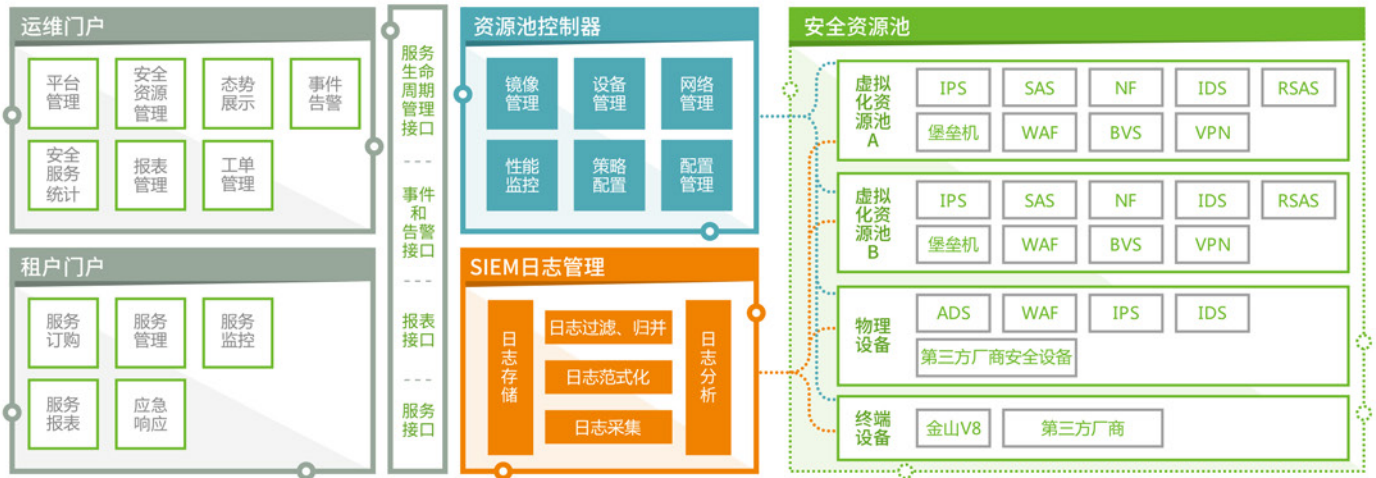 运维门户
平台
管理
安全
资源
管理
态势
展示
事件
告警
安全
服务
统计
报表
管理
工单
管理
租户门户
服务
订购
服务
管理
服务
监控
服务
报表
应急
响应
服务
生命
周期
管理
接口
---
事件
和
告警
接口
---
报表
接口
---
服务
接口
资源池控制器
镜像
管理
设备
管理
网络
管理
性能
监控
策略
配置
配置
管理
SIEM日志管理
日志存储
日志过滤、归并
日志范式化
日志采集
日志分析
安全资源池
虚拟
化资
源池
A
IPS
SAS
NF
IDS
RSAS
堡垒机
WAF
BVS
VPN
虚拟
化资
源池
B
IPS
SAS
NF
IDS
RSAS
堡垒机
WAF
BVS
VPN
物理
设备
ADS
WAF
IPS
IDS
第三方厂商安全设备
终端
设备
金山V8
第三方厂商